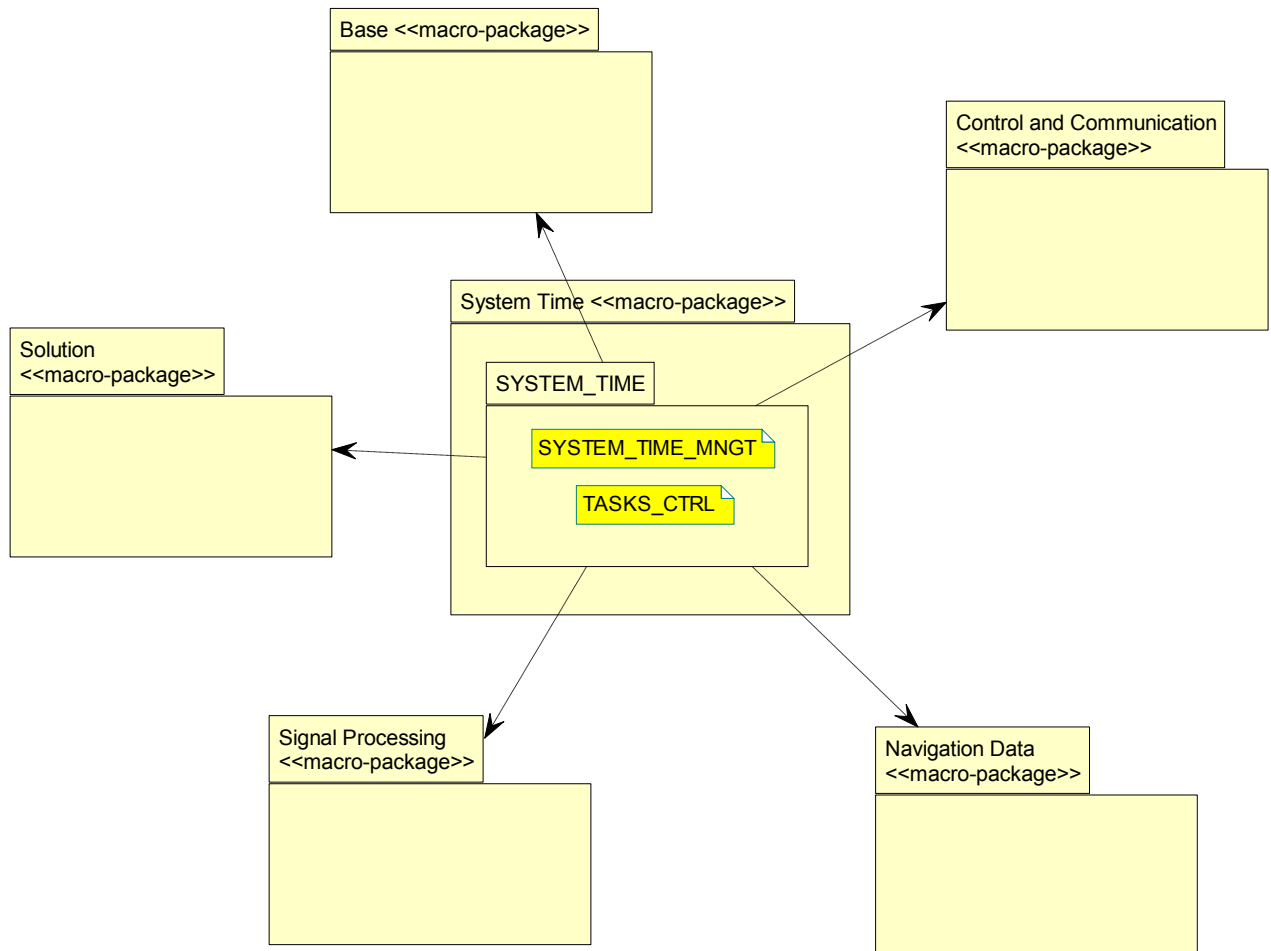 Base <<macro-package>>
Control and Communication
<<macro-package>>
System Time <<macro-package>>
Solution
<<macro-package>>
SYSTEM_TIME
SYSTEM_TIME_MNGT
TASKS_CTRL
Signal Processing
<<macro-package>>
Navigation Data
<<macro-package>>